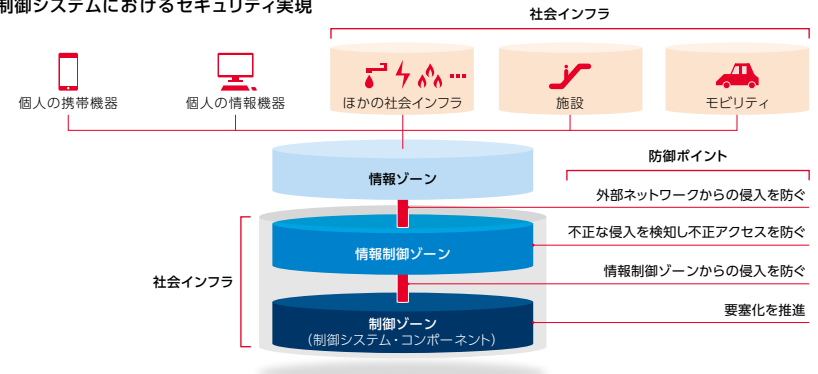 制御システムにおけるセキュリティ実現
社会インフラ
個人の携帯機器
個人の情報機器
ほかの社会インフラ
施設
モビリティ
防御ポイント
情報ゾーン
外部ネットワークからの侵入を防ぐ
不正な侵入を検知し不正アクセスを防ぐ
情報制御ゾーン
情報制御ゾーンからの侵入を防ぐ
社会インフラ
要塞化を推進
制御ゾーン
(制御システム・コンポーネント)